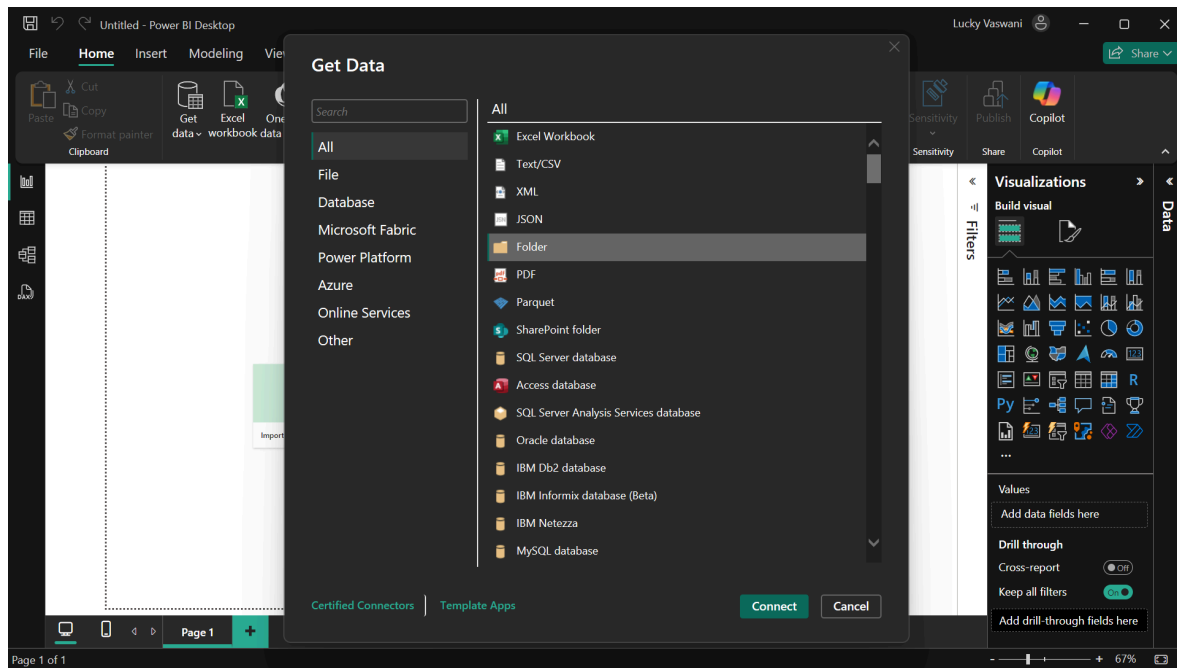 Untitled - Power BI Desktop
Lucky Vaswani
File Home Insert Modeling Vie
Share
Paste
Cut
Copy
Format painter
Clipboard
Get data
Excel workbook
One data
Sensitivity
Sensitivity
Publish
Share
Copilot
Copilot
Get Data
Search
All
File
Database
Microsoft Fabric
Power Platform
Azure
Online Services
Other
All
Excel Workbook
Text/CSV
XML
JSON
Folder
PDF
Parquet
SharePoint folder
SQL Server database
Access database
SQL Server Analysis Services database
Oracle database
IBM Db2 database
IBM Informix database (Beta)
IBM Netezza
MySQL database
Certified Connectors
Template Apps
Connect
Cancel
Import
Filters
Visualizations
Build visual
Data
123
R
Py
Values
Add data fields here
Drill through
Cross-report
Off
Keep all filters
On
Add drill-through fields here
Page 1
Page 1 of 1
67%